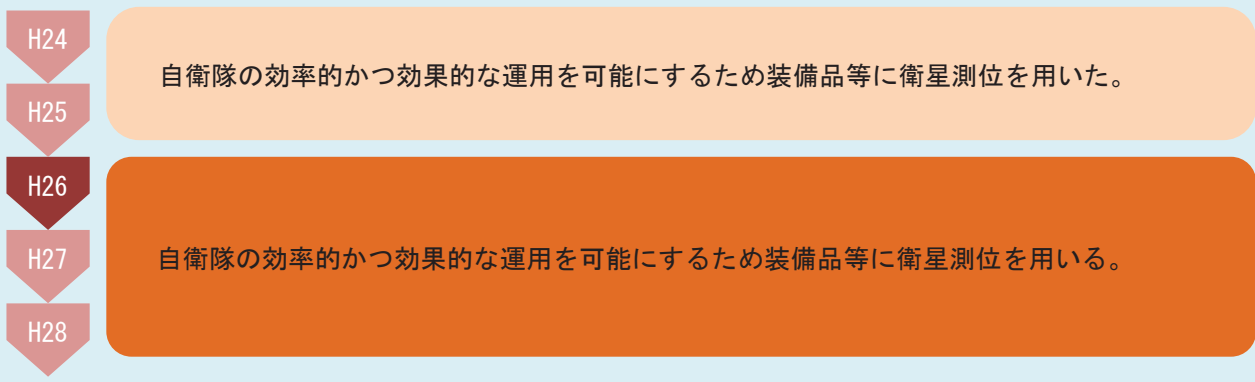 H24
H25
自衛隊の効率的かつ効果的な運用を可能にするため装備品等に衛星測位を用いた。
H26
H27
H28
自衛隊の効率的かつ効果的な運用を可能にするため装備品等に衛星測位を用いる。